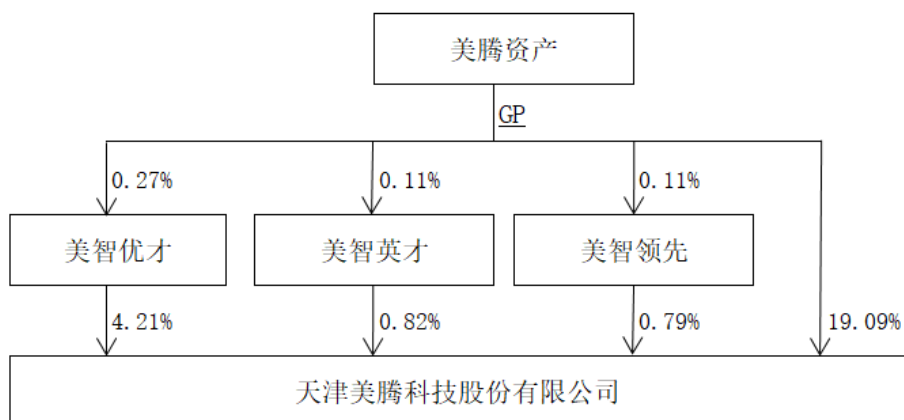 美腾资产
GP
0.27%
0.11%
0.11%
美智优才
美智英才
美智领先
4.21%
0.82%
0.79%
19.09%
天津美腾科技股份有限公司